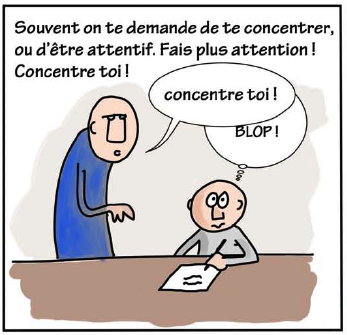 Souvent on te demande de te concentrer,
ou d'être attentif. Fais plus attention !
Concentre toi !
concentre toi !
BLOP !